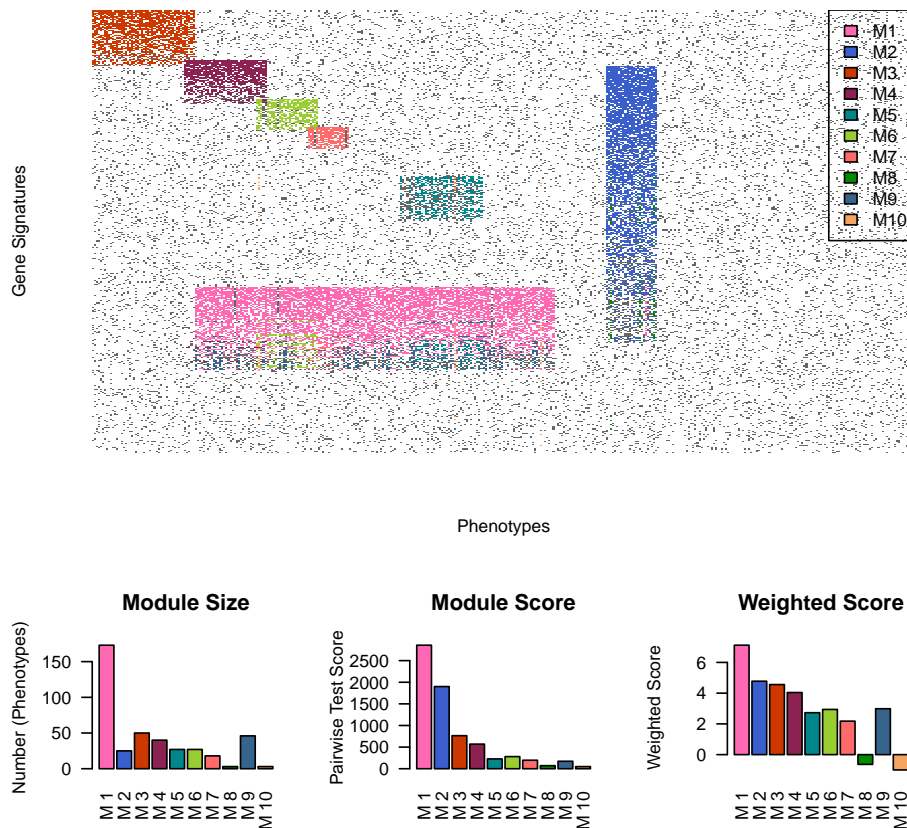 Gene Signatures
M1
M2
M3
M4
M5
M6
M7
M8
M9
M10
Phenotypes
Module Size
Number (Phenotypes)
150
100
50
0
M 1
M 2
M 3
M 4
M 5
M 6
M 7
M 8
M 9
M 10
Module Score
Pairwise Test Score
2500
2000
1500
1000
500
0
M 1
M 2
M 3
M 4
M 5
M 6
M 7
M 8
M 9
M 10
Weighted Score
Weighted Score
6
4
2
0
M 1
M 2
M 3
M 4
M 5
M 6
M 7
M 8
M 9
M 10